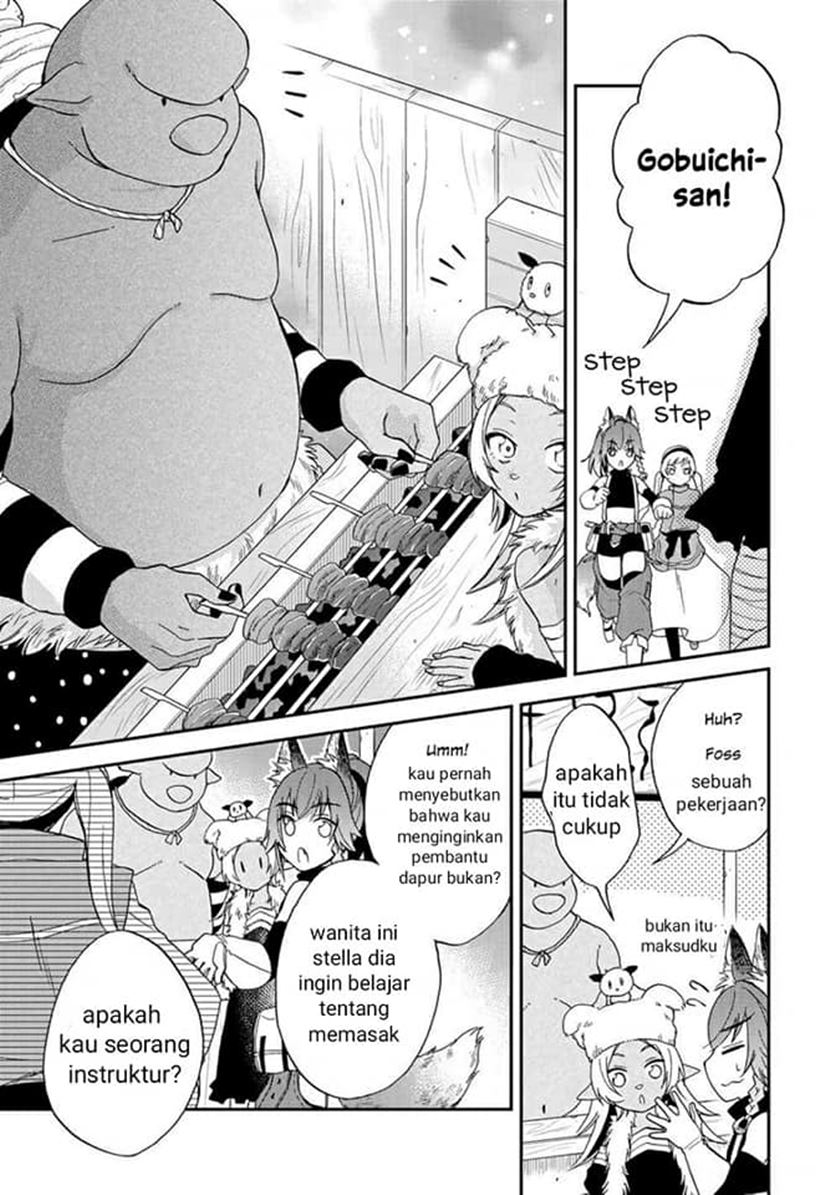 Gobuichi-
san!
step
step
step
Huh?
Foss
sebuah
pekerjaan?
apakah
itu tidak
cukup
bukan itu
maksudku
Umm!
kau pernah
menyebutkan
bahwa kau
menginginkan
pembantu
dapur bukan?
wanita ini
stella dia
ingin belajar
tentang
memasak
apakah
kau seorang
instruktur?